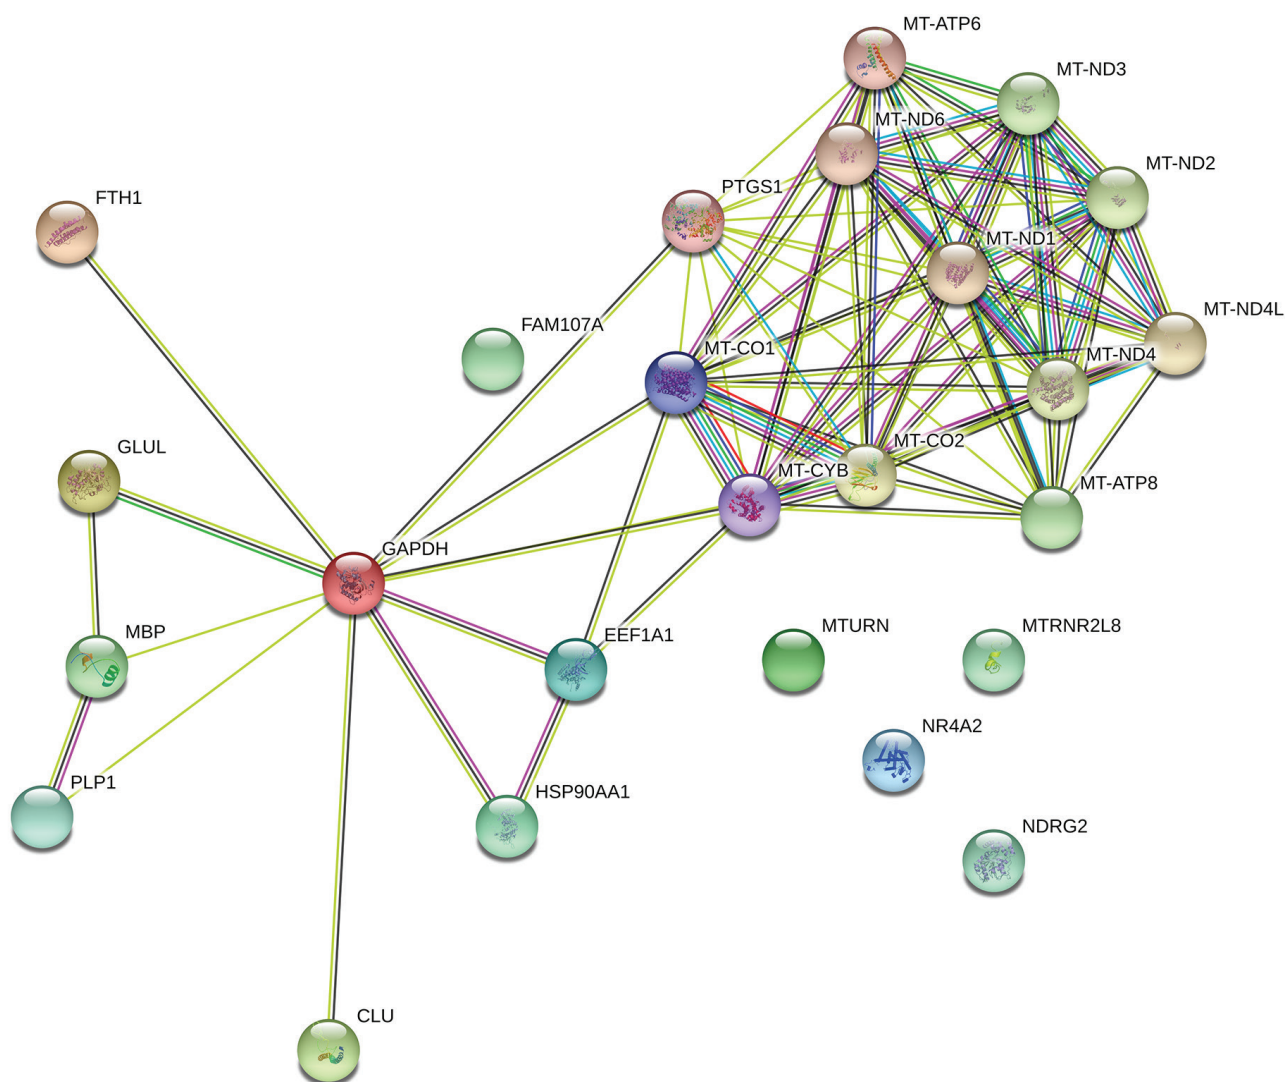 MT-ATP6
MT-ND3
MT-ND6
MT-ND2
PTGS1
FTH1
MT-ND1
MT-ND4L
FAM107A
MT-CO1
MT-ND4
MT-CO2
GLUL
MT-CYB
MT-ATP8
GAPDH
MBP
EEF1A1
MTURN
MTRNR2L8
NR4A2
PLP1
HSP90AA1
NDRG2
CLU